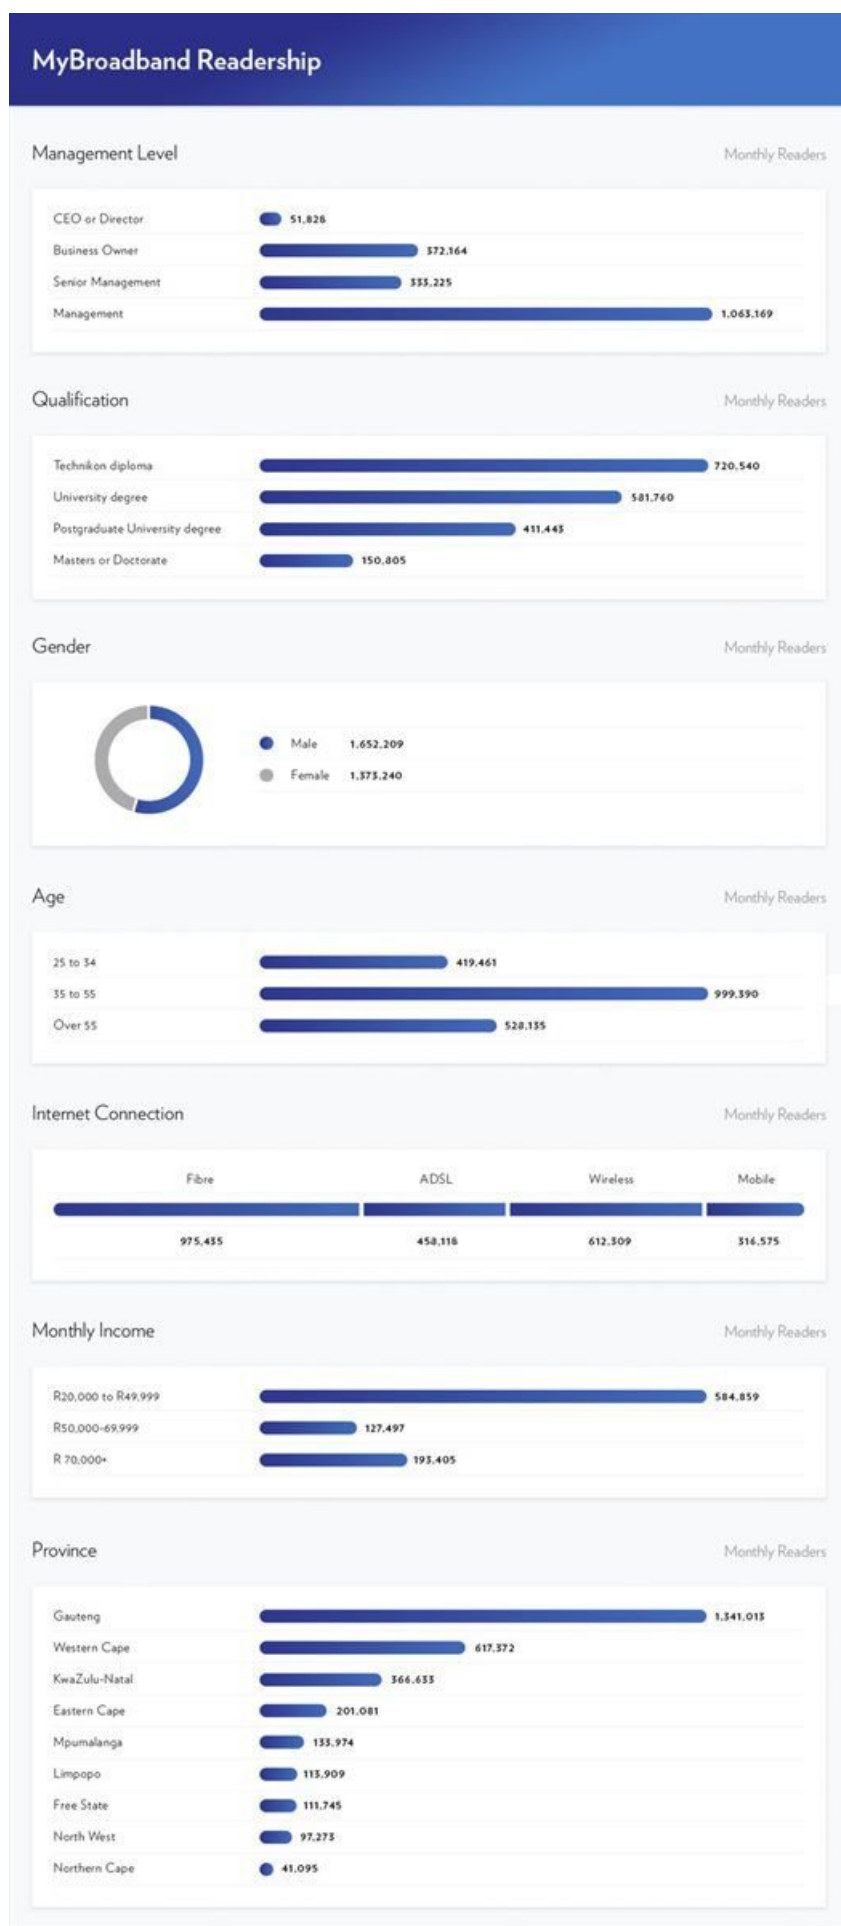 MyBroadband Readership
Management Level Monthly Readers
CEO or Director 51,828
Business Owner 372,164
Senior Management 333,225
Management 1,063,169
Qualification Monthly Readers
Technikon diploma 720,540
University degree 581,760
Postgraduate University degree 411,443
Masters or Doctorate 150,805
Gender Monthly Readers
Male 1,652,209
Female 1,373,240
Age Monthly Readers
25 to 34 419,461
35 to 55 999,390
Over 55 528,135
Internet Connection Monthly Readers
Fibre ADSL Wireless Mobile
975,435 458,118 612,309 316,575
Monthly Income Monthly Readers
R20,000 to R49,999 584,859
R50,000-69,999 127,497
R 70,000+ 193,405
Province Monthly Readers
Gauteng 1,341,013
Western Cape 617,372
KwaZulu-Natal 366,633
Eastern Cape 201,081
Mpumalanga 133,974
Limpopo 113,909
Free State 111,745
North West 97,273
Northern Cape 41,095